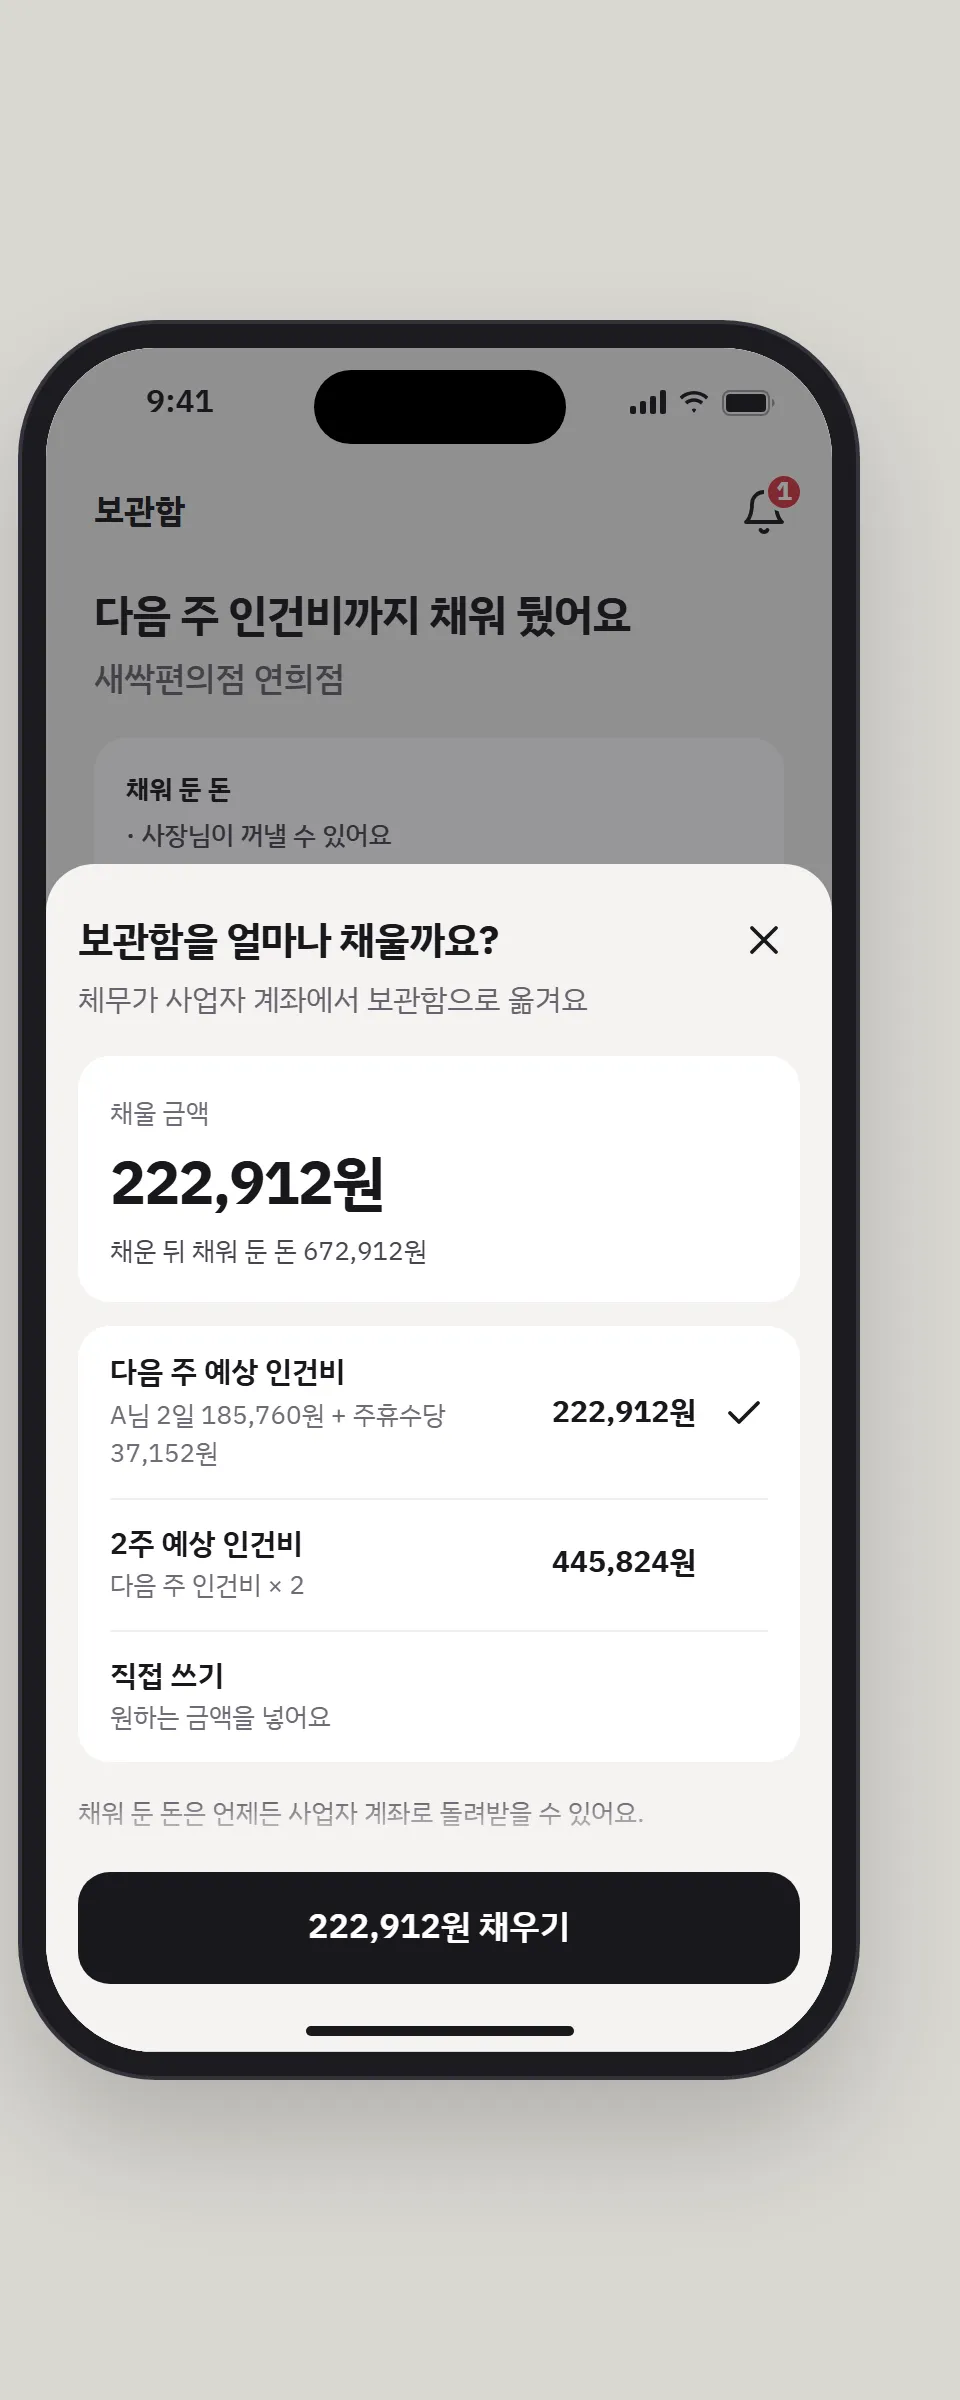 9:41
보관함
1
다음 주 인건비까지 채워 뒀어요
새싹편의점 연희점
채워 둔 돈
· 사장님이 꺼낼 수 있어요
보관함을 얼마나 채울까요?
체무가 사업자 계좌에서 보관함으로 옮겨요
채울 금액
222,912원
채운 뒤 채워 둔 돈 672,912원
다음 주 예상 인건비
A님 2일 185,760원 + 주휴수당
37,152원
222,912원
2주 예상 인건비
다음 주 인건비 × 2
445,824원
직접 쓰기
원하는 금액을 넣어요
채워 둔 돈은 언제든 사업자 계좌로 돌려받을 수 있어요.
222,912원 채우기